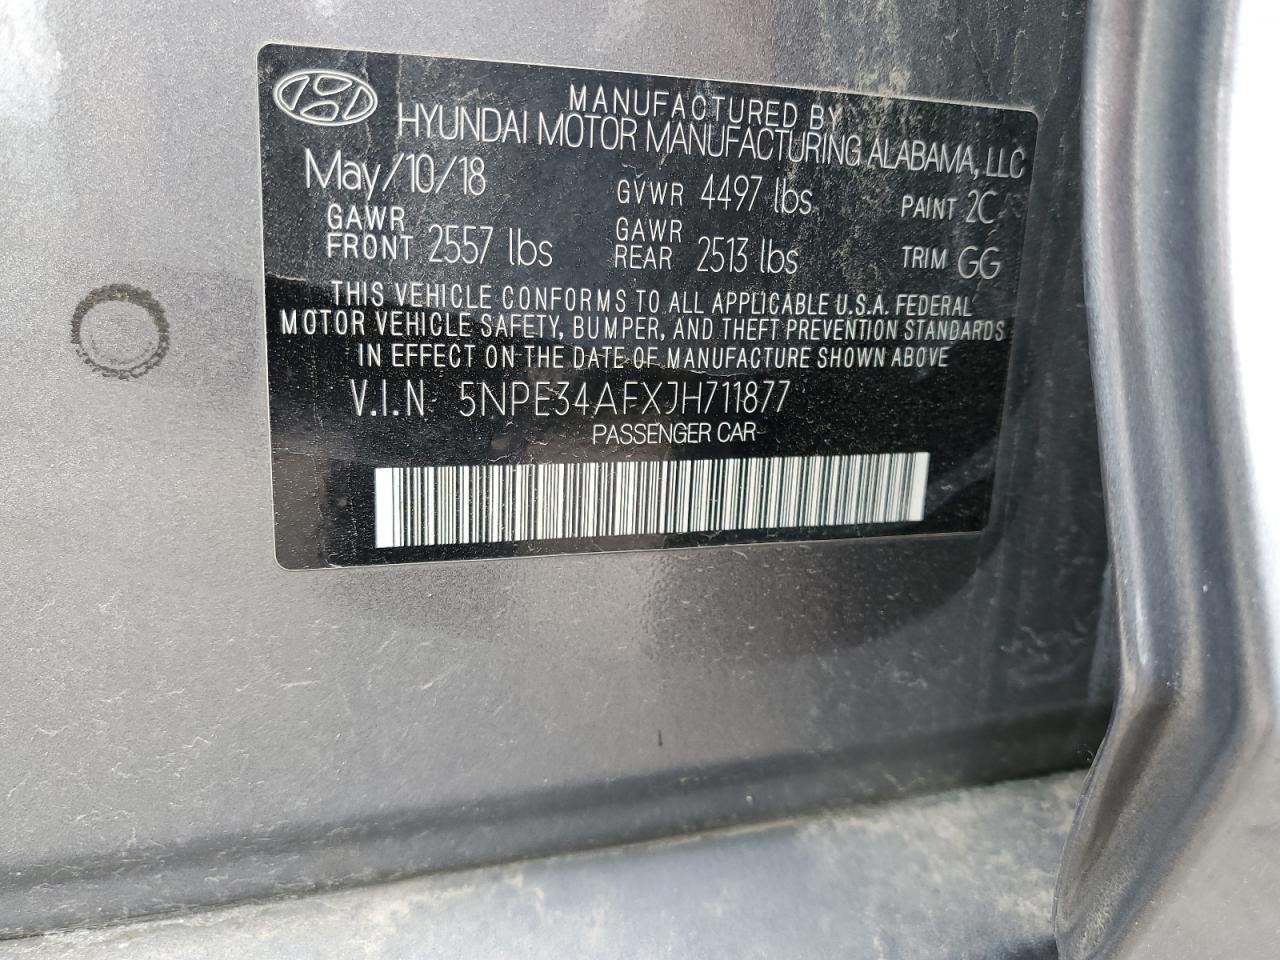 MANUFACTURED BY
HYUNDAI MOTOR MANUFACTURING ALABAMA, LLC
May/10/18 GVWR 4497 lbs PAINT 2C
GAWR FRONT 2557 lbs GAWR REAR 2513 lbs TRIM GG
THIS VEHICLE CONFORMS TO ALL APPLICABLE U.S.A. FEDERAL
MOTOR VEHICLE SAFETY, BUMPER, AND THEFT PREVENTION STANDARDS
IN EFFECT ON THE DATE OF MANUFACTURE SHOWN ABOVE
V.I.N 5NPE34AFXJH711877
PASSENGER CAR